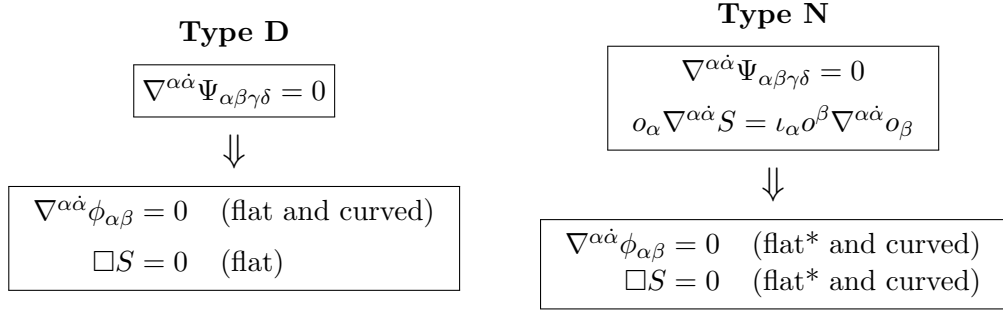 Type D
∇^{αα̇}Ψ_{αβγδ} = 0
⇓
∇^{αα̇}ϕ_{αβ} = 0 (flat and curved)
□S = 0 (flat)
Type N
∇^{αα̇}Ψ_{αβγδ} = 0
o_α∇^{αα̇}S = ι_αo^β∇^{αα̇}o_β
⇓
∇^{αα̇}ϕ_{αβ} = 0 (flat* and curved)
□S = 0 (flat* and curved)